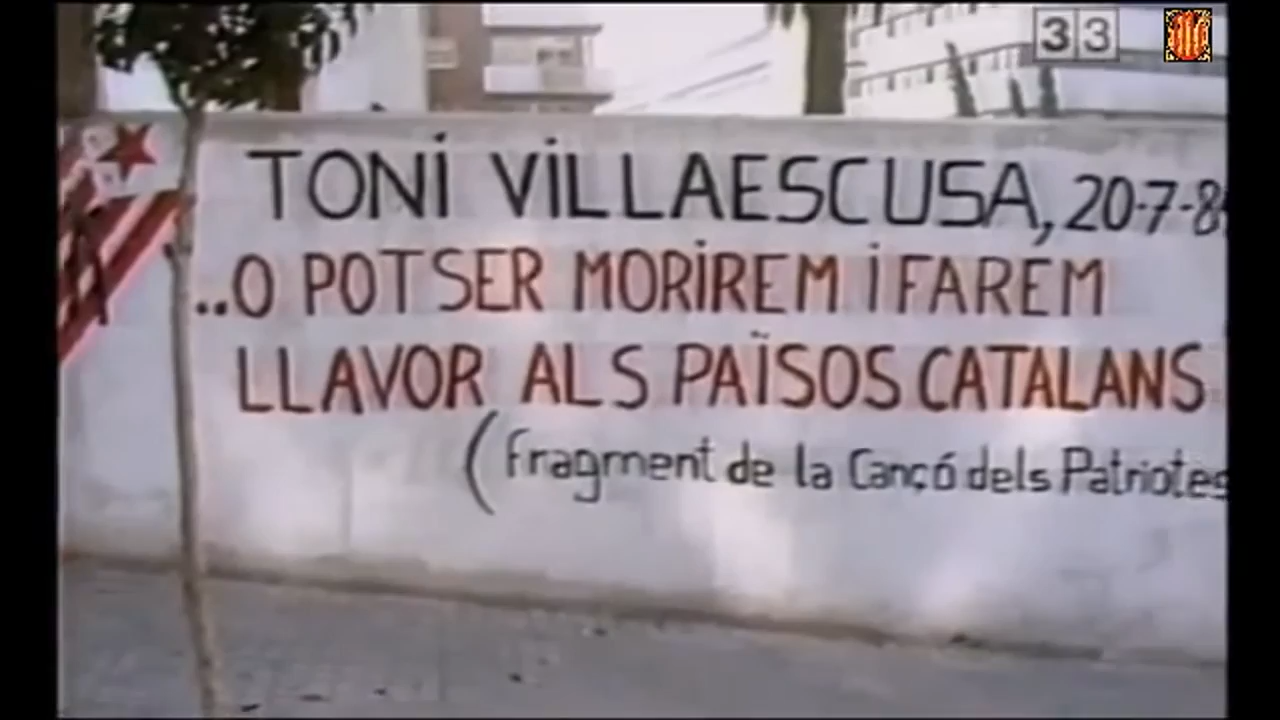 33
TONI VILLAESCUSA, 20-7-8
..O POTSER MORIREM I FAREM
LLAVOR ALS PAÏSOS CATALANS
(Fragment de la Cançó dels Patriotes